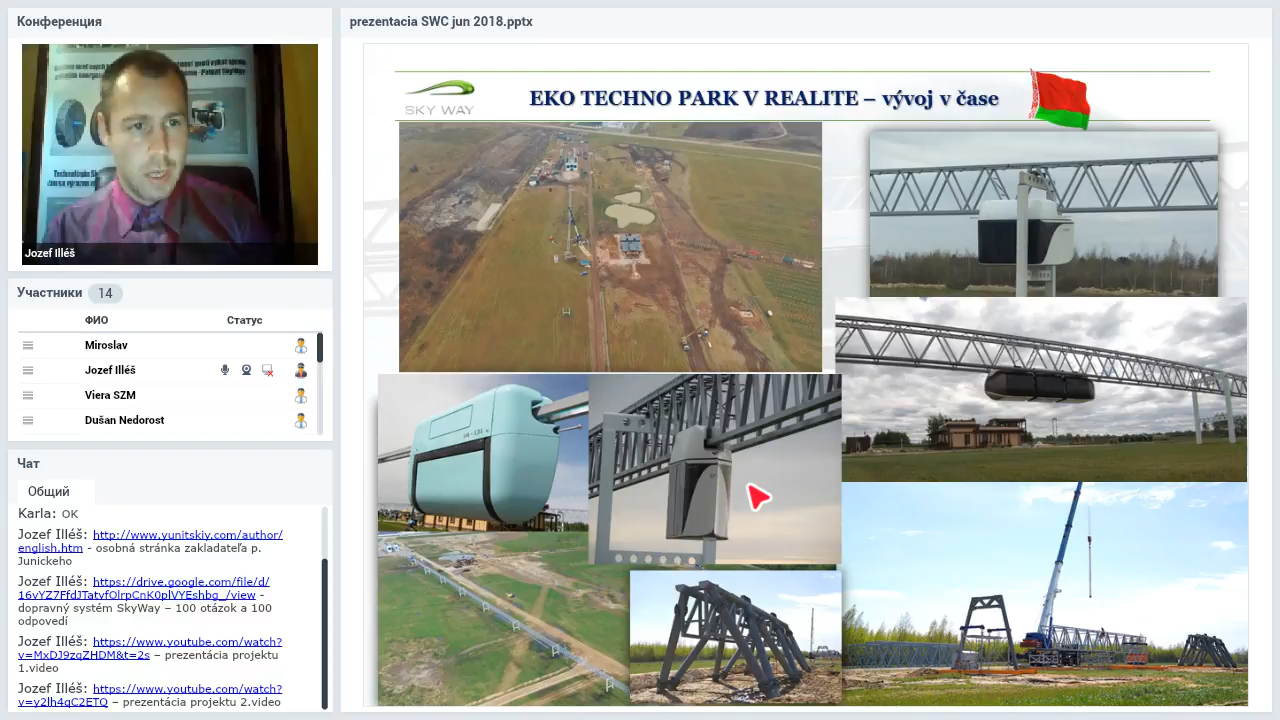 Конференция
Jozef Illéš
Участники 14
ФИО Статус
Miroslav
Jozef Illéš
Viera SZM
Dušan Nedorost
Чат
Общий
Karla: OK
Jozef Illéš: http://www.yunitskiy.com/author/
english.htm - osobná stránka zakladateľa p.
Junickeho
Jozef Illéš: https://drive.google.com/file/d/
16vYZ7FfdJTatvfOlrpCnK0plVYEshbg_/view -
dopravný systém SkyWay – 100 otázok a 100
odpovedí
Jozef Illéš: https://www.youtube.com/watch?
v=MxDJ9zqZHDM&t=2s – prezentácia projektu
1.video
Jozef Illéš: https://www.youtube.com/watch?
v=y2lh4qC2ETQ – prezentácia projektu 2.video
prezentacia SWC jun 2018.pptx
SKY WAY
EKO TECHNO PARK V REALITE – vývoj v čase